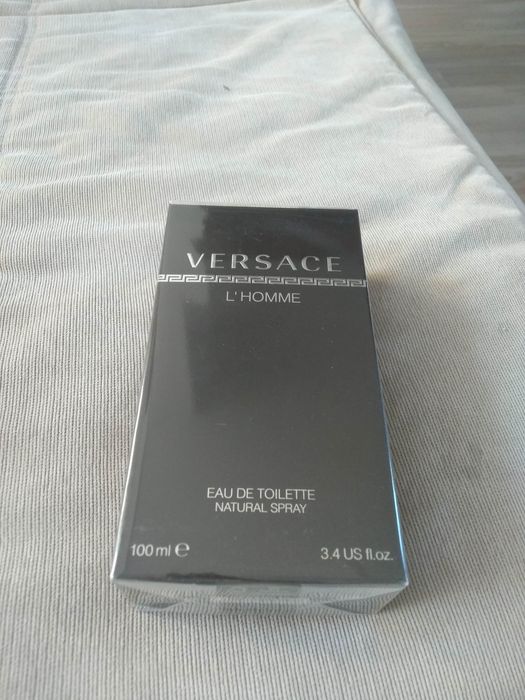 VERSACE
L'HOMME
EAU DE TOILETTE
NATURAL SPRAY
100 ml ℮ 3.4 US fl.oz.